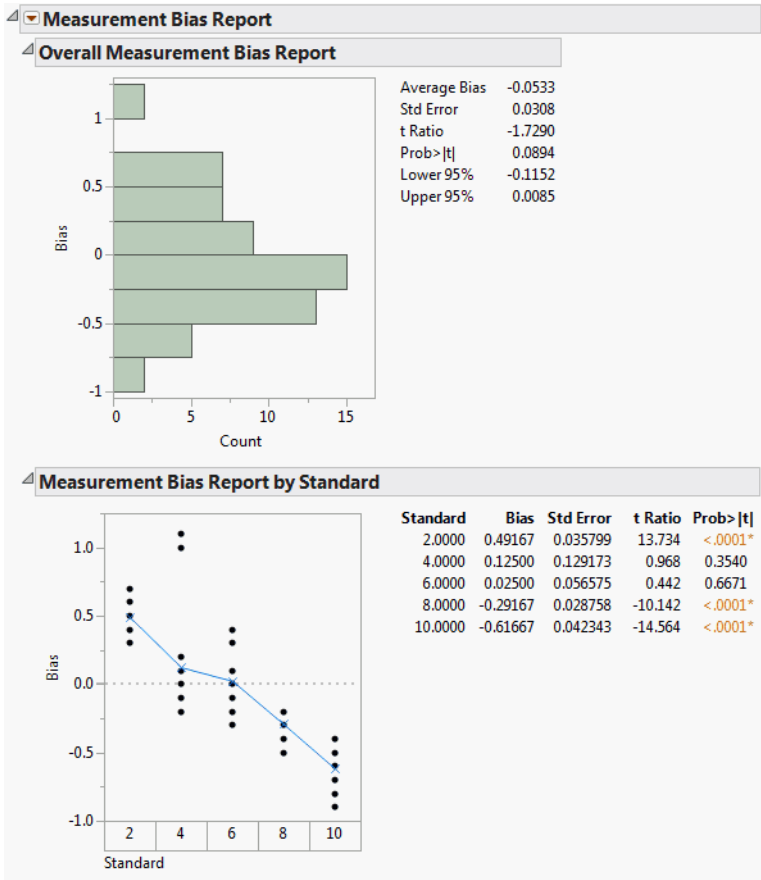 Measurement Bias Report
Overall Measurement Bias Report
1
0.5
0
-0.5
-1
Bias
0 5 10 15
Count
Average Bias -0.0533
Std Error 0.0308
t Ratio -1.7290
Prob>|t| 0.0894
Lower 95% -0.1152
Upper 95% 0.0085
Measurement Bias Report by Standard
1.0
0.5
0.0
-0.5
-1.0
Bias
2 4 6 8 10
Standard
Standard Bias Std Error t Ratio Prob>|t|
2.0000 0.49167 0.035799 13.734 <.0001*
4.0000 0.12500 0.129173 0.968 0.3540
6.0000 0.02500 0.056575 0.442 0.6671
8.0000 -0.29167 0.028758 -10.142 <.0001*
10.0000 -0.61667 0.042343 -14.564 <.0001*